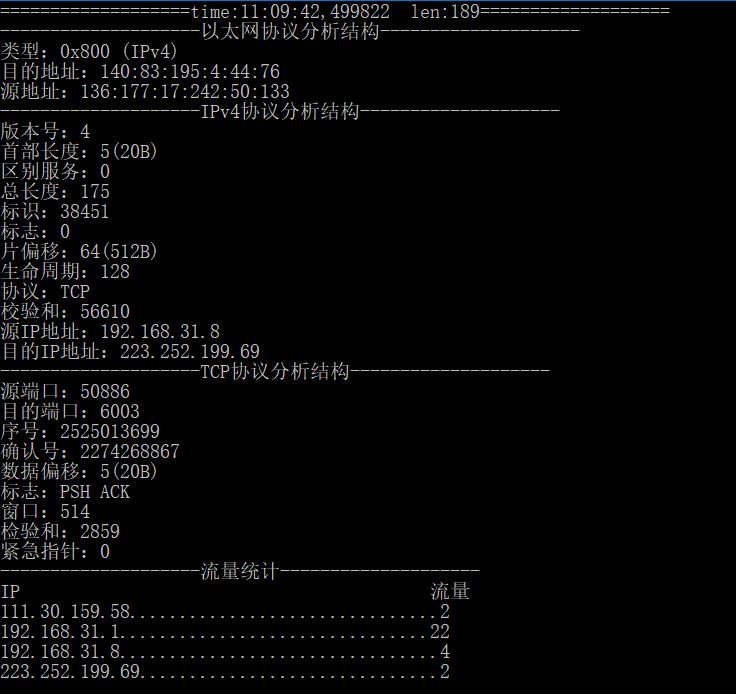 ===================time:11:09:42,499822  len:189===================
--------------------以太网协议分析结构--------------------
类型：0x800 (IPv4)
目的地址：140:83:195:4:44:76
源地址：136:177:17:242:50:133
--------------------IPv4协议分析结构--------------------
版本号：4
首部长度：5(20B)
区别服务：0
总长度：175
标识：38451
标志：0
片偏移：64(512B)
生命周期：128
协议：TCP
校验和：56610
源IP地址：192.168.31.8
目的IP地址：223.252.199.69
--------------------TCP协议分析结构--------------------
源端口：50886
目的端口：6003
序号：2525013699
确认号：2274268867
数据偏移：5(20B)
标志：PSH ACK
窗口：514
检验和：2859
紧急指针：0
--------------------流量统计--------------------
IP                                         流量
111.30.159.58...............................2
192.168.31.1...............................22
192.168.31.8................................4
223.252.199.69..............................2